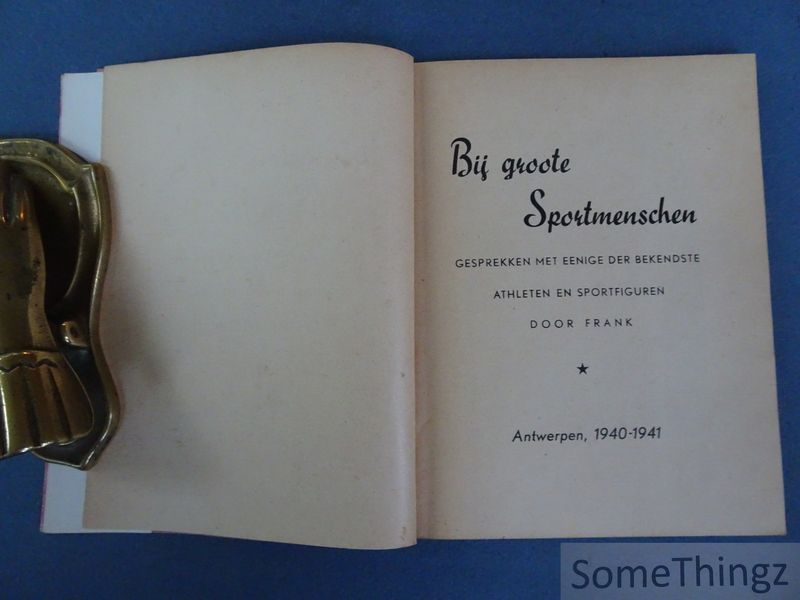 Bij groote
Sportmenschen
GESPREKKEN MET EENIGE DER BEKENDSTE
ATHLETEN EN SPORTFIGUREN
DOOR FRANK
★
Antwerpen, 1940-1941
SomeThingz